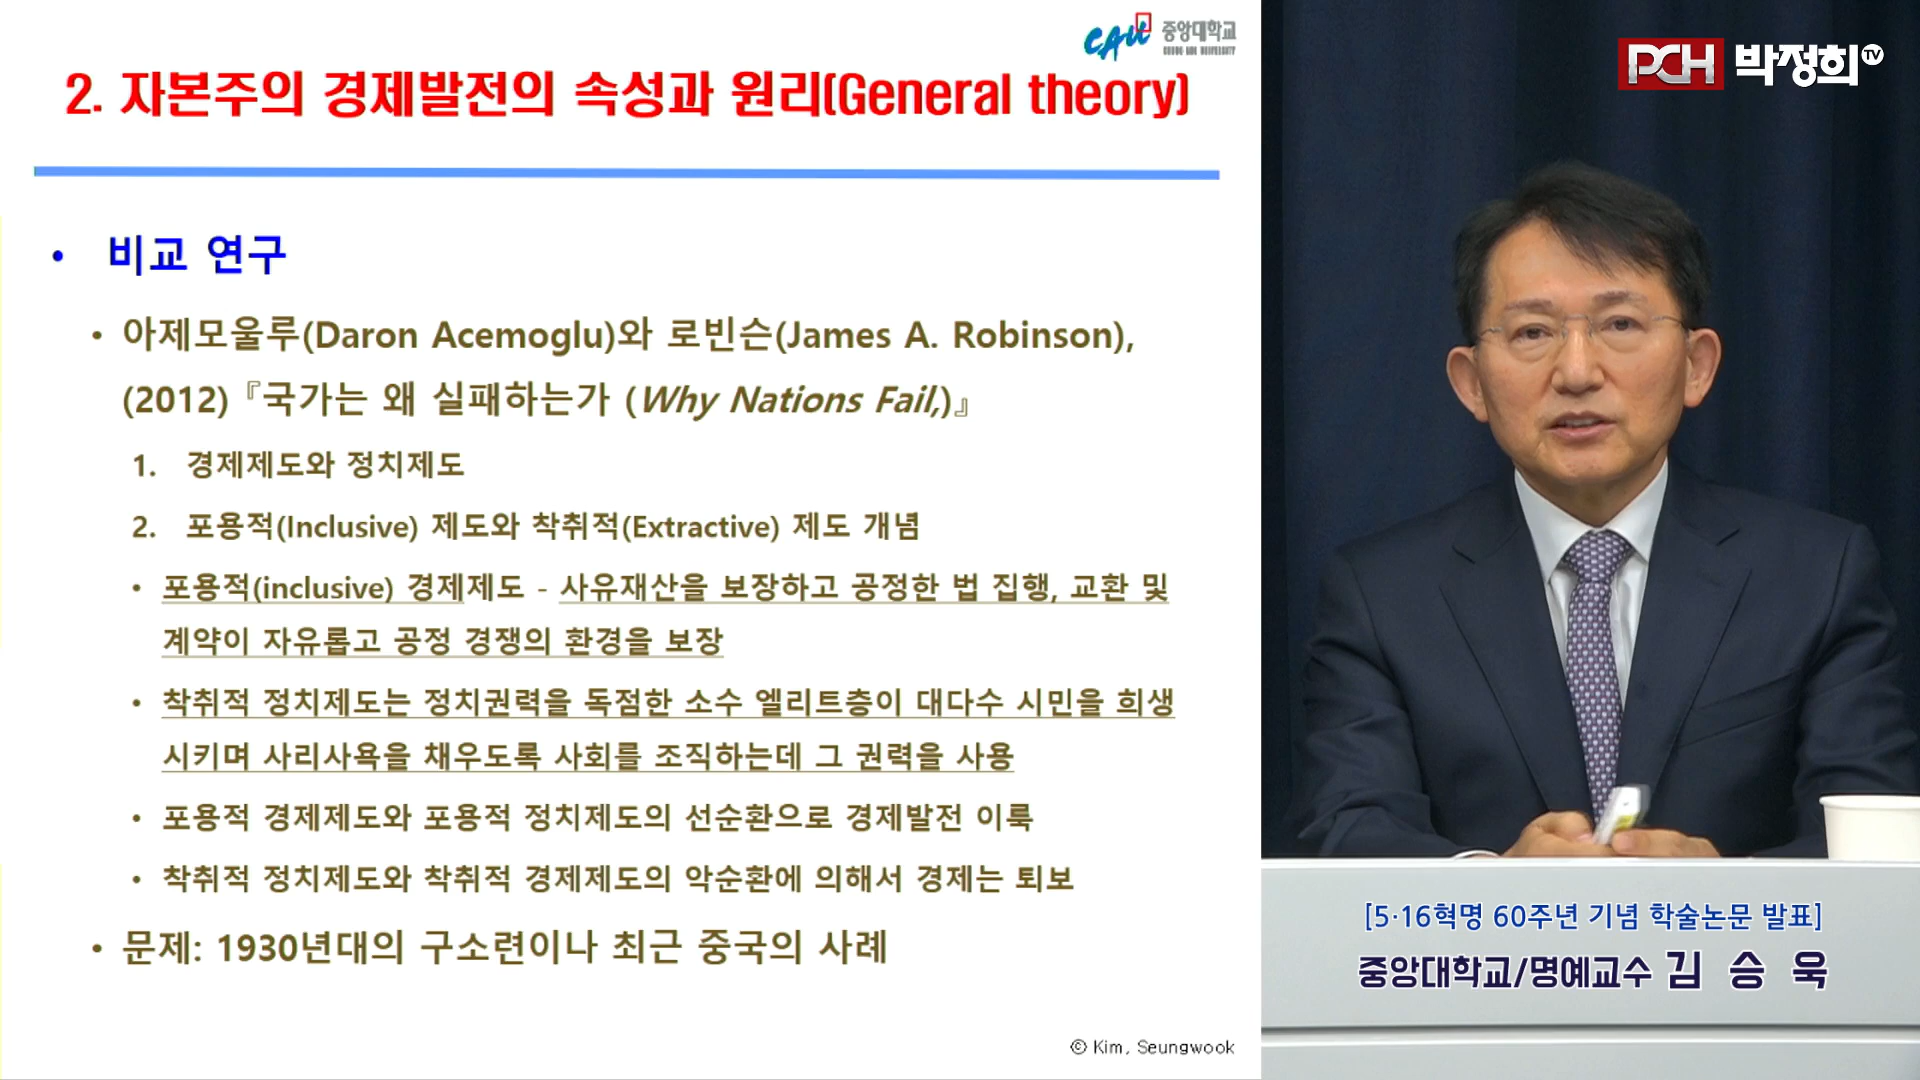 CAU 중앙대학교
CHUNG-ANG UNIVERSITY
2. 자본주의 경제발전의 속성과 원리(General theory)
• 비교 연구
• 아제모울루(Daron Acemoglu)와 로빈슨(James A. Robinson),
(2012)『국가는 왜 실패하는가 (Why Nations Fail,)』
1. 경제제도와 정치제도
2. 포용적(Inclusive) 제도와 착취적(Extractive) 제도 개념
• 포용적(inclusive) 경제제도 - 사유재산을 보장하고 공정한 법 집행, 교환 및
계약이 자유롭고 공정 경쟁의 환경을 보장
• 착취적 정치제도는 정치권력을 독점한 소수 엘리트층이 대다수 시민을 희생
시키며 사리사욕을 채우도록 사회를 조직하는데 그 권력을 사용
• 포용적 경제제도와 포용적 정치제도의 선순환으로 경제발전 이룩
• 착취적 정치제도와 착취적 경제제도의 악순환에 의해서 경제는 퇴보
• 문제: 1930년대의 구소련이나 최근 중국의 사례
© Kim, Seungwook
PCH 박정희TV
[5·16혁명 60주년 기념 학술논문 발표]
중앙대학교/명예교수 김 승 욱